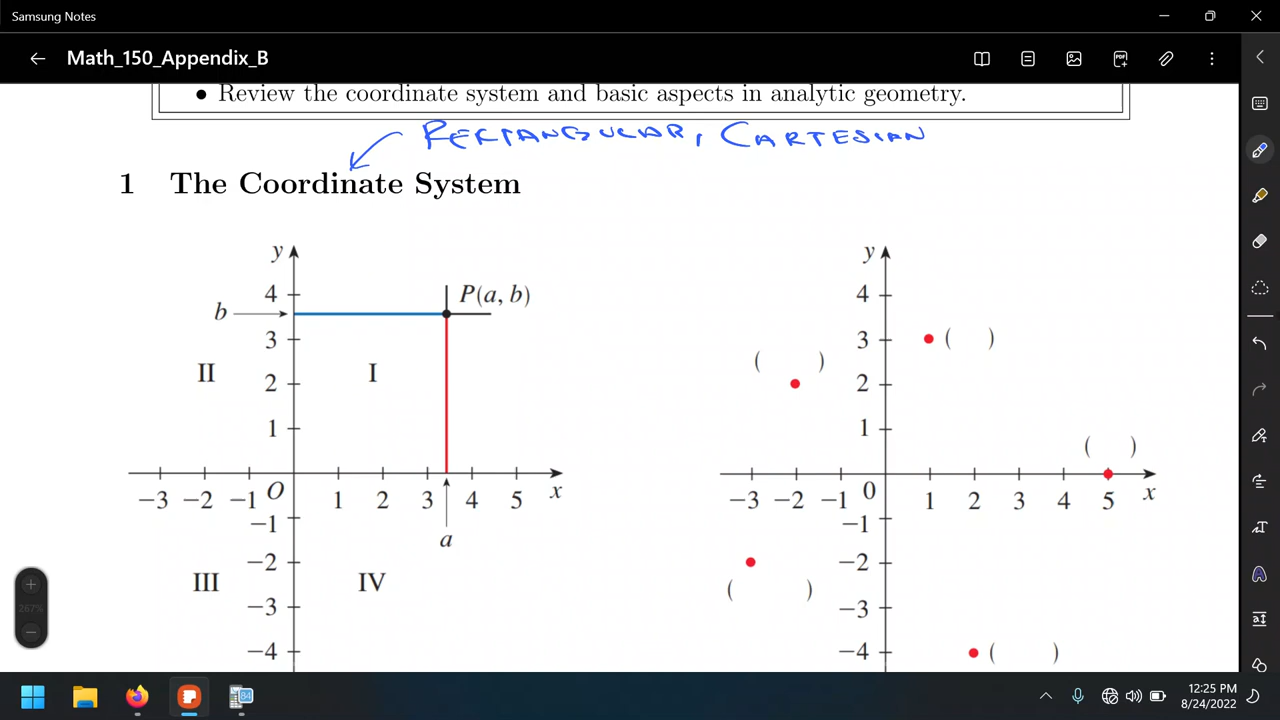 Samsung Notes
Math_150_Appendix_B
• Review the coordinate system and basic aspects in analytic geometry.
RECTANGULAR, CARTESIAN
1 The Coordinate System
y
4
P(a, b)
b
3
II
I
2
1
−3 −2 −1 O 1 2 3 4 5 x
−1
a
−2
III
IV
−3
−4
y
4
3
( )
( )
2
1
( )
−3 −2 −1 0 1 2 3 4 5 x
−1
−2
( )
−3
−4
( )
267%
84
12:25 PM
8/24/2022